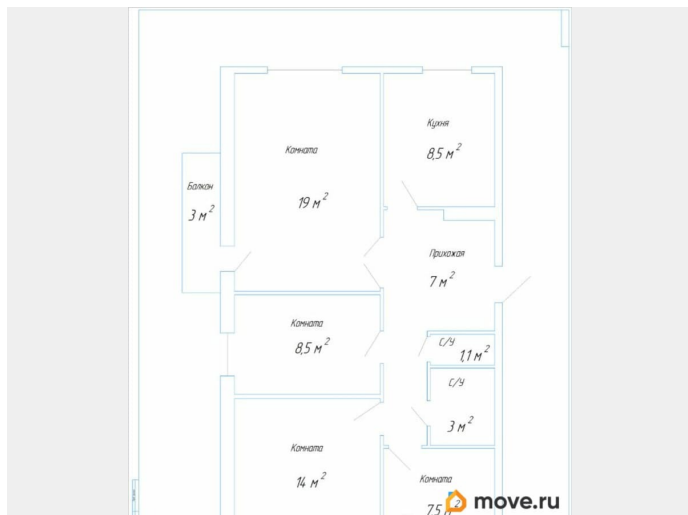 Кухня
8,5 м²
Комната
19 м²
Балкон
3 м²
Прихожая
7 м²
Комната
8,5 м²
С/У
1,1 м²
С/У
3 м²
Комната
14 м²
Комната
move.ru